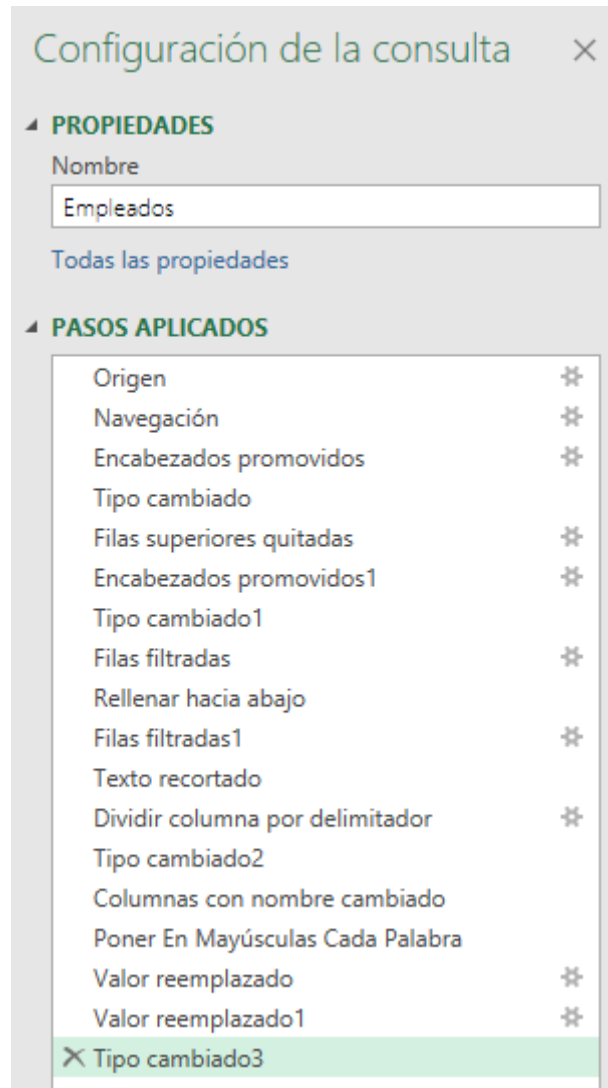 Configuración de la consulta
PROPIEDADES
Nombre
Empleados
Todas las propiedades
PASOS APLICADOS
Origen
Navegación
Encabezados promovidos
Tipo cambiado
Filas superiores quitadas
Encabezados promovidos1
Tipo cambiado1
Filas filtradas
Rellenar hacia abajo
Filas filtradas1
Texto recortado
Dividir columna por delimitador
Tipo cambiado2
Columnas con nombre cambiado
Poner En Mayúsculas Cada Palabra
Valor reemplazado
Valor reemplazado1
Tipo cambiado3